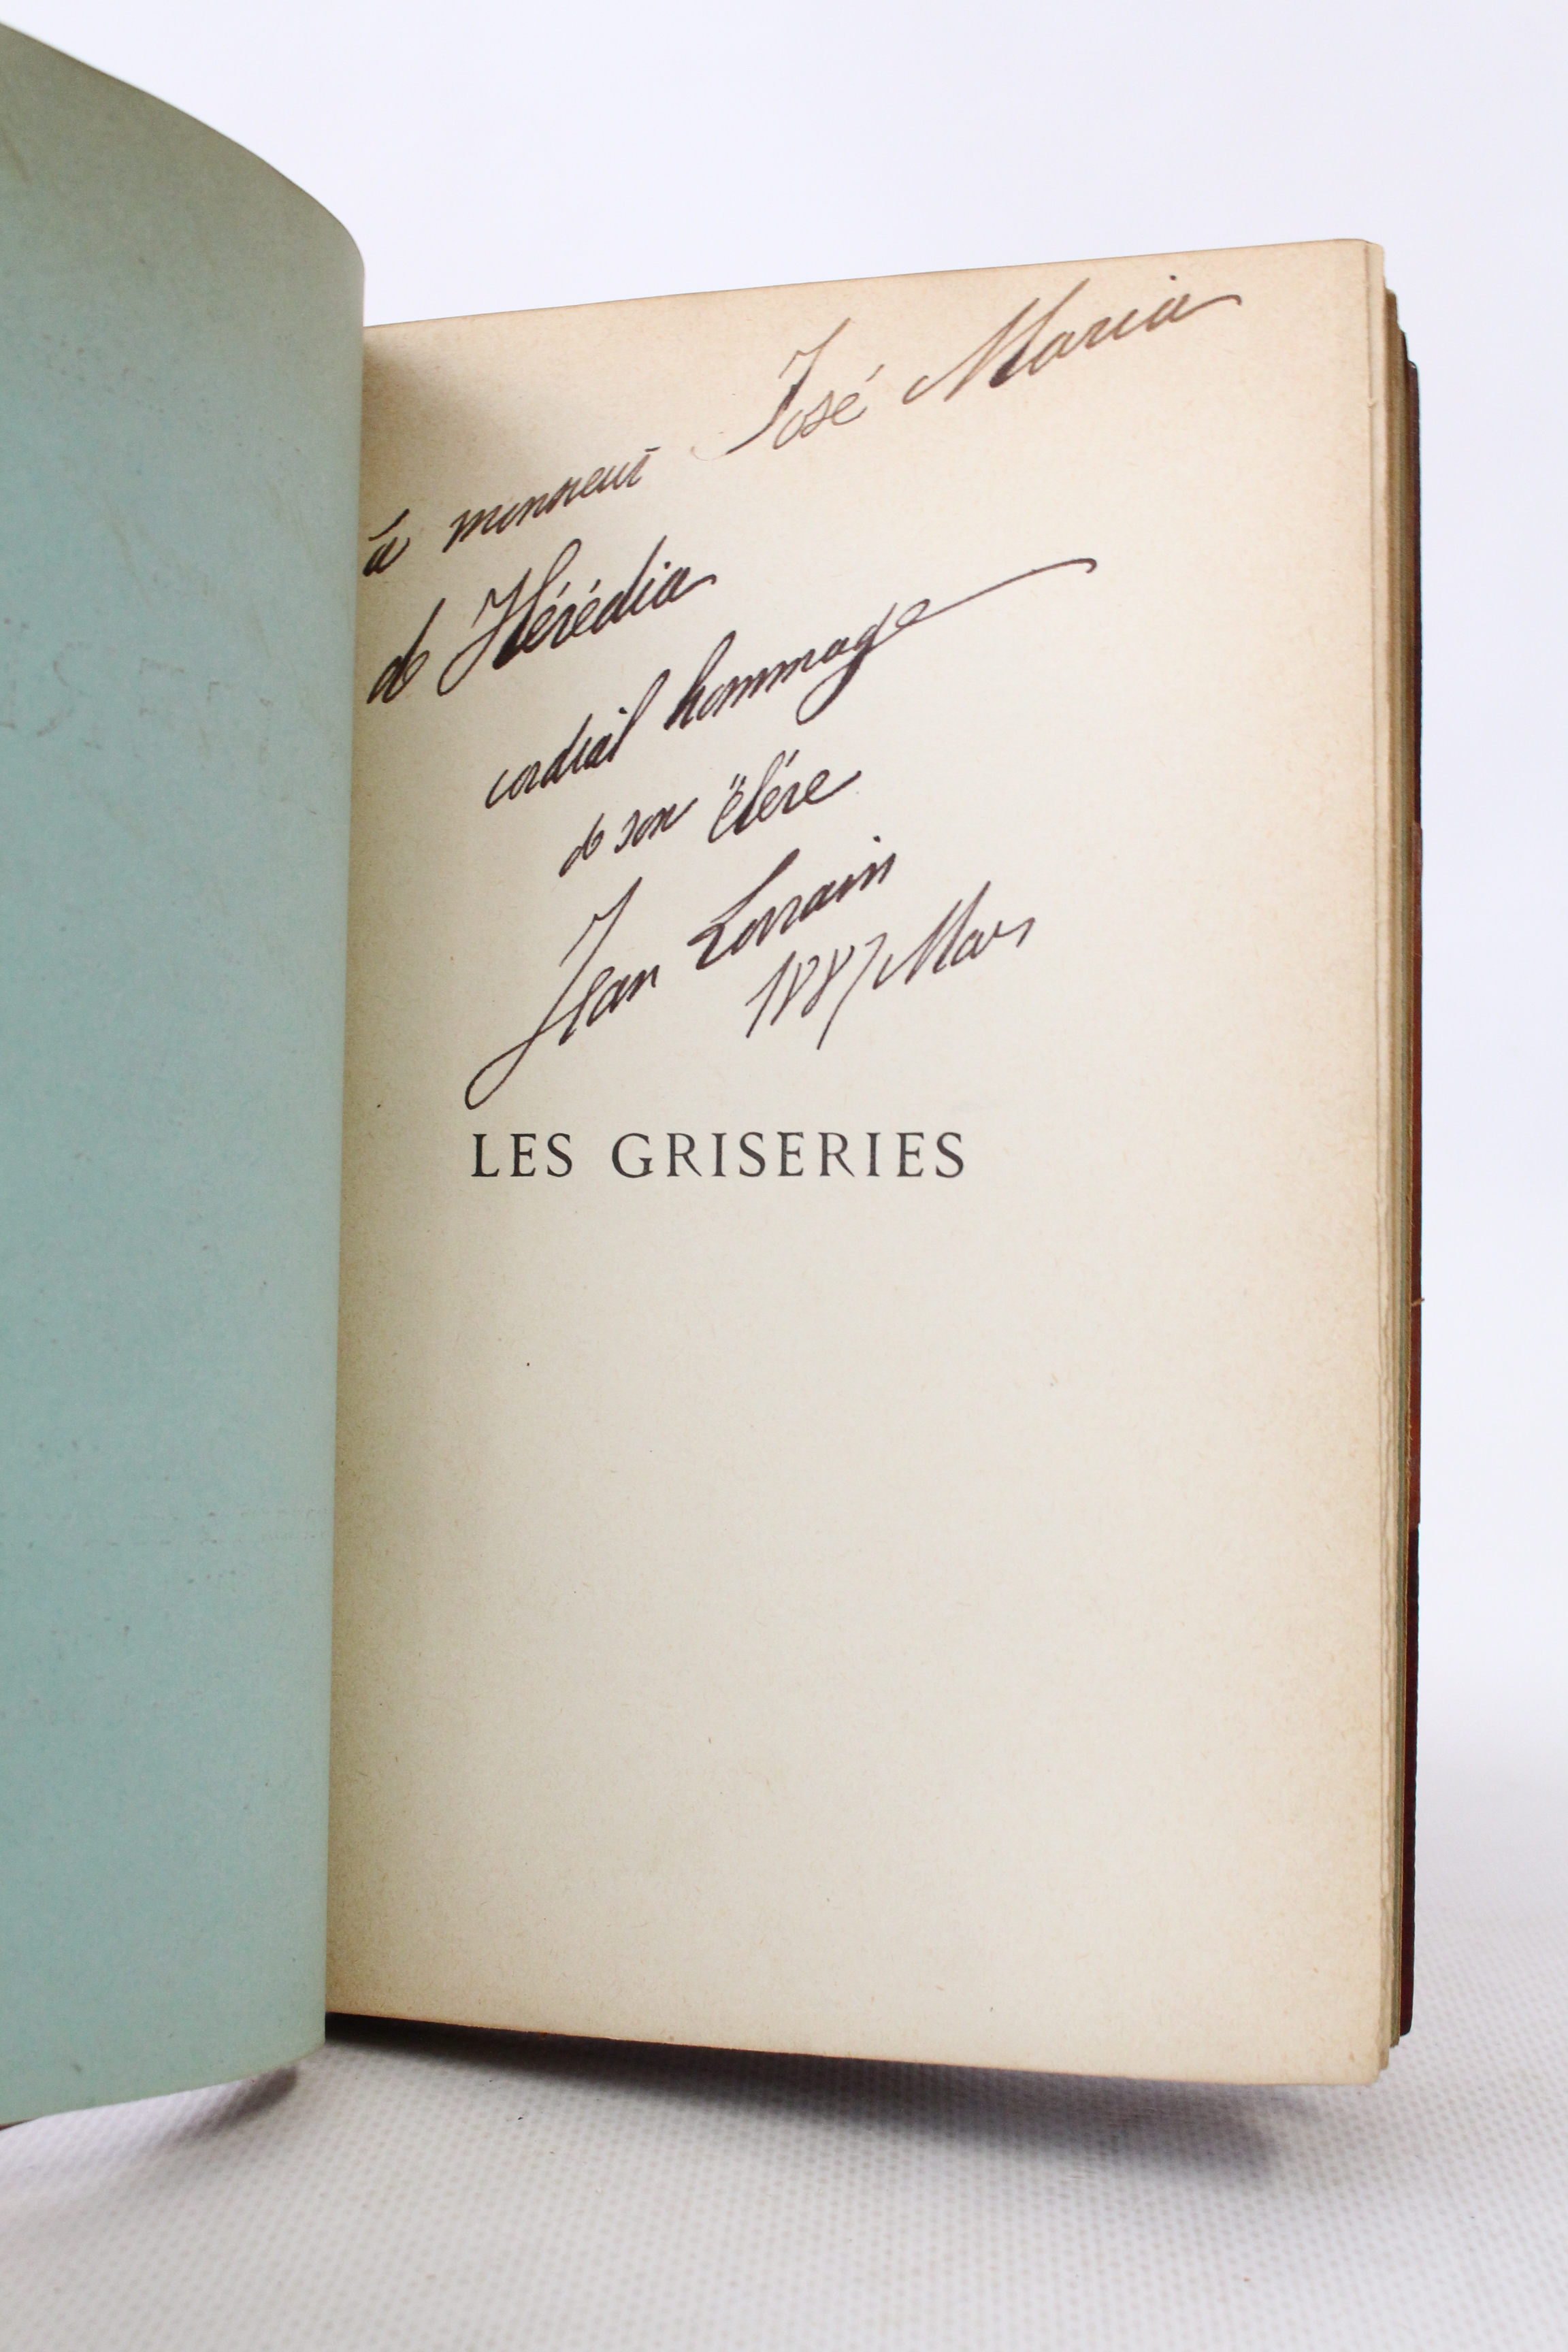 à monsieur José Maria
de Hérédia
cordial hommage
de son élève
Jean Lorrain
1887 Mars
LES GRISERIES